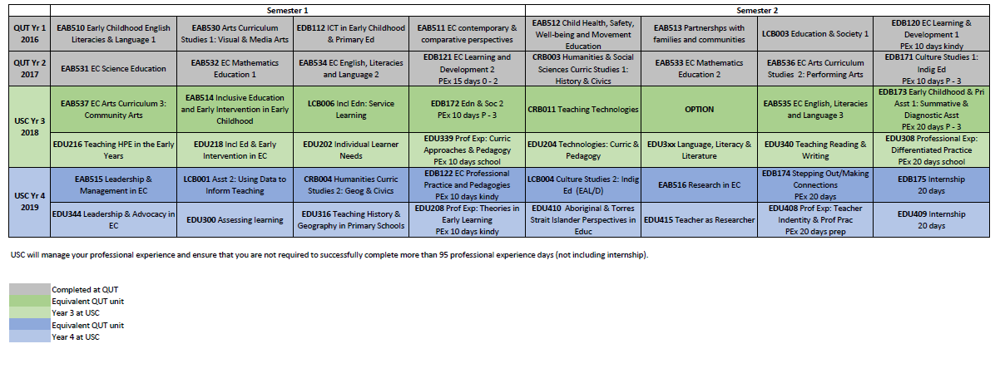 Semester 1
Semester 2
QUT Yr 1
2016
EAB510 Early Childhood English
Literacies & Language 1
EAB530 Arts Curriculum
Studies 1: Visual & Media Arts
EDB112 ICT in Early Childhood
& Primary Ed
EAB511 EC contemporary &
comparative perspectives
EAB512 Child Health, Safety,
Well-being and Movement
Education
EAB513 Partnerships with
families and communities
LCB003 Education & Society 1
EDB120 EC Learning &
Development 1
PEx 10 days kindy
QUT Yr 2
2017
EAB531 EC Science Education
EAB532 EC Mathematics
Education 1
EAB534 EC English, Literacies
and Language 2
EDB121 EC Learning and
Development 2
PEx 15 days 0 - 2
CRB003 Humanities & Social
Sciences Curric Studies 1:
History & Civics
EAB533 EC Mathematics
Education 2
EAB536 EC Arts Curriculum
Studies 2: Performing Arts
EDB171 Culture Studies 1:
Indig Ed
PEx 10 days P - 3
USC Yr 3
2018
EAB537 EC Arts Curriculum 3:
Community Arts
EAB514 Inclusive Education
and Early Intervention in Early
Childhood
LCB006 Incl Edn: Service
Learning
EDB172 Edn & Soc 2
PEx 10 days P - 3
CRB011 Teaching Technologies
OPTION
EAB535 EC English, Literacies
and Language 3
EDB173 Early Childhood & Pri
Asst 1: Summative &
Diagnostic Asst
PEx 20 days P - 3
EDU216 Teaching HPE in the Early
Years
EDU218 Incl Ed & Early
Intervention in EC
EDU202 Individual Learner
Needs
EDU339 Prof Exp: Curric
Approaches & Pedagogy
PEx 10 days school
EDU204 Technologies: Curric &
Pedagogy
EDU3xx Language, Literacy &
Literature
EDU340 Teaching Reading &
Writing
EDU308 Professional Exp:
Differentiated Practice
PEx 20 days school
USC Yr 4
2019
EAB515 Leadership &
Management in EC
LCB001 Asst 2: Using Data to
Inform Teaching
CRB004 Humanities Curric
Studies 2: Geog & Civics
EDB122 EC Professional
Practice and Pedagogies
PEx 10 days kindy
LCB004 Culture Studies 2: Indig
Ed (EAL/D)
EAB516 Research in EC
EDB174 Stepping Out/Making
Connections
PEx 20 days
EDB175 Internship
20 days
EDU344 Leadership & Advocacy in
EC
EDU300 Assessing learning
EDU316 Teaching History &
Geography in Primary Schools
EDU208 Prof Exp: Theories in
Early Learning
PEx 10 days kindy
EDU410 Aboriginal & Torres
Strait Islander Perspectives in
Educ
EDU415 Teacher as Researcher
EDU408 Prof Exp: Teacher
Indentity & Prof Prac
PEx 20 days prep
EDU409 Internship
20 days
USC will manage your professional experience and ensure that you are not required to successfully complete more than 95 professional experience days (not including internship).
Completed at QUT
Equivalent QUT unit
Year 3 at USC
Equivalent QUT unit
Year 4 at USC